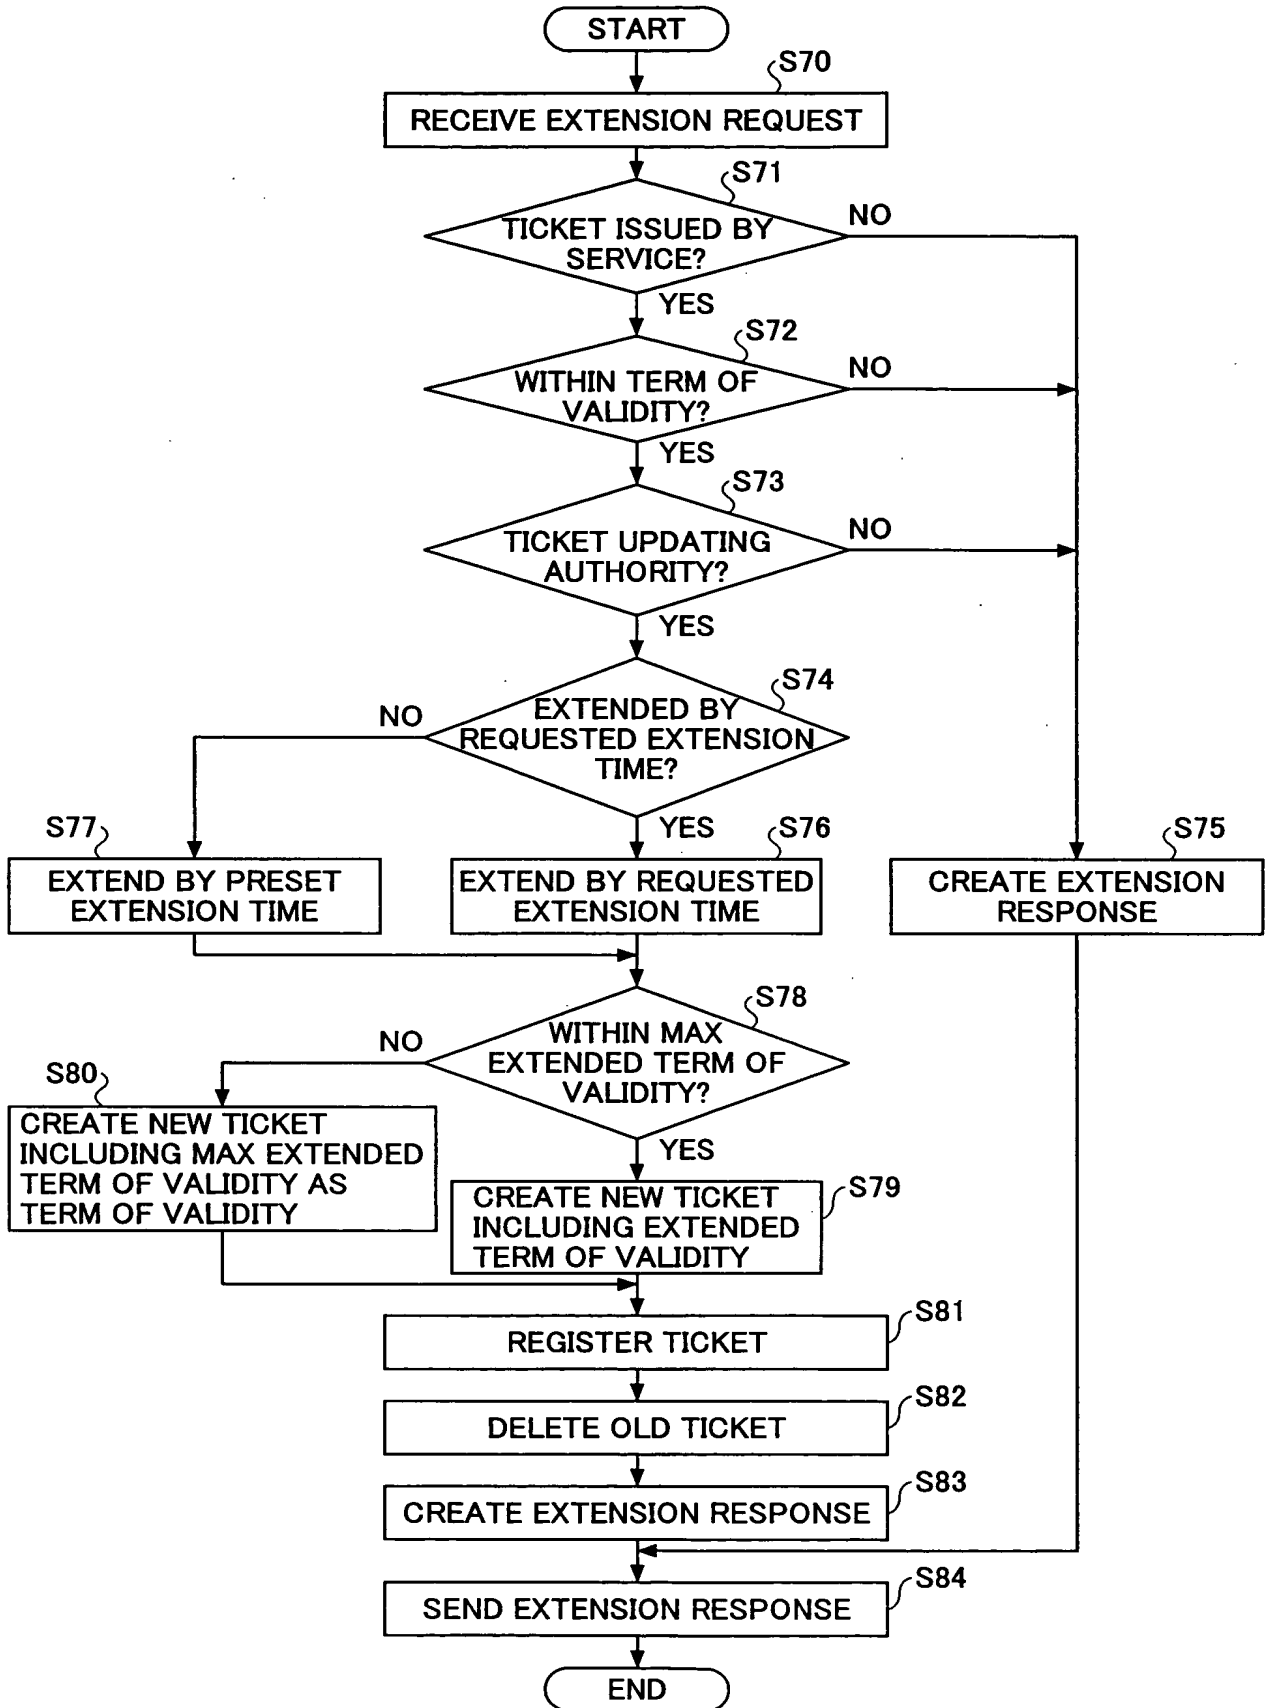 START
S70
RECEIVE EXTENSION REQUEST
S71
TICKET ISSUED BY
SERVICE?
NO
YES
S72
WITHIN TERM OF
VALIDITY?
NO
YES
S73
TICKET UPDATING
AUTHORITY?
NO
YES
S74
EXTENDED BY
REQUESTED EXTENSION
TIME?
NO
YES
S77
EXTEND BY PRESET
EXTENSION TIME
S76
EXTEND BY REQUESTED
EXTENSION TIME
S75
CREATE EXTENSION
RESPONSE
S78
WITHIN MAX
EXTENDED TERM OF
VALIDITY?
NO
YES
S80
CREATE NEW TICKET
INCLUDING MAX EXTENDED
TERM OF VALIDITY AS
TERM OF VALIDITY
S79
CREATE NEW TICKET
INCLUDING EXTENDED
TERM OF VALIDITY
S81
REGISTER TICKET
S82
DELETE OLD TICKET
S83
CREATE EXTENSION RESPONSE
S84
SEND EXTENSION RESPONSE
END